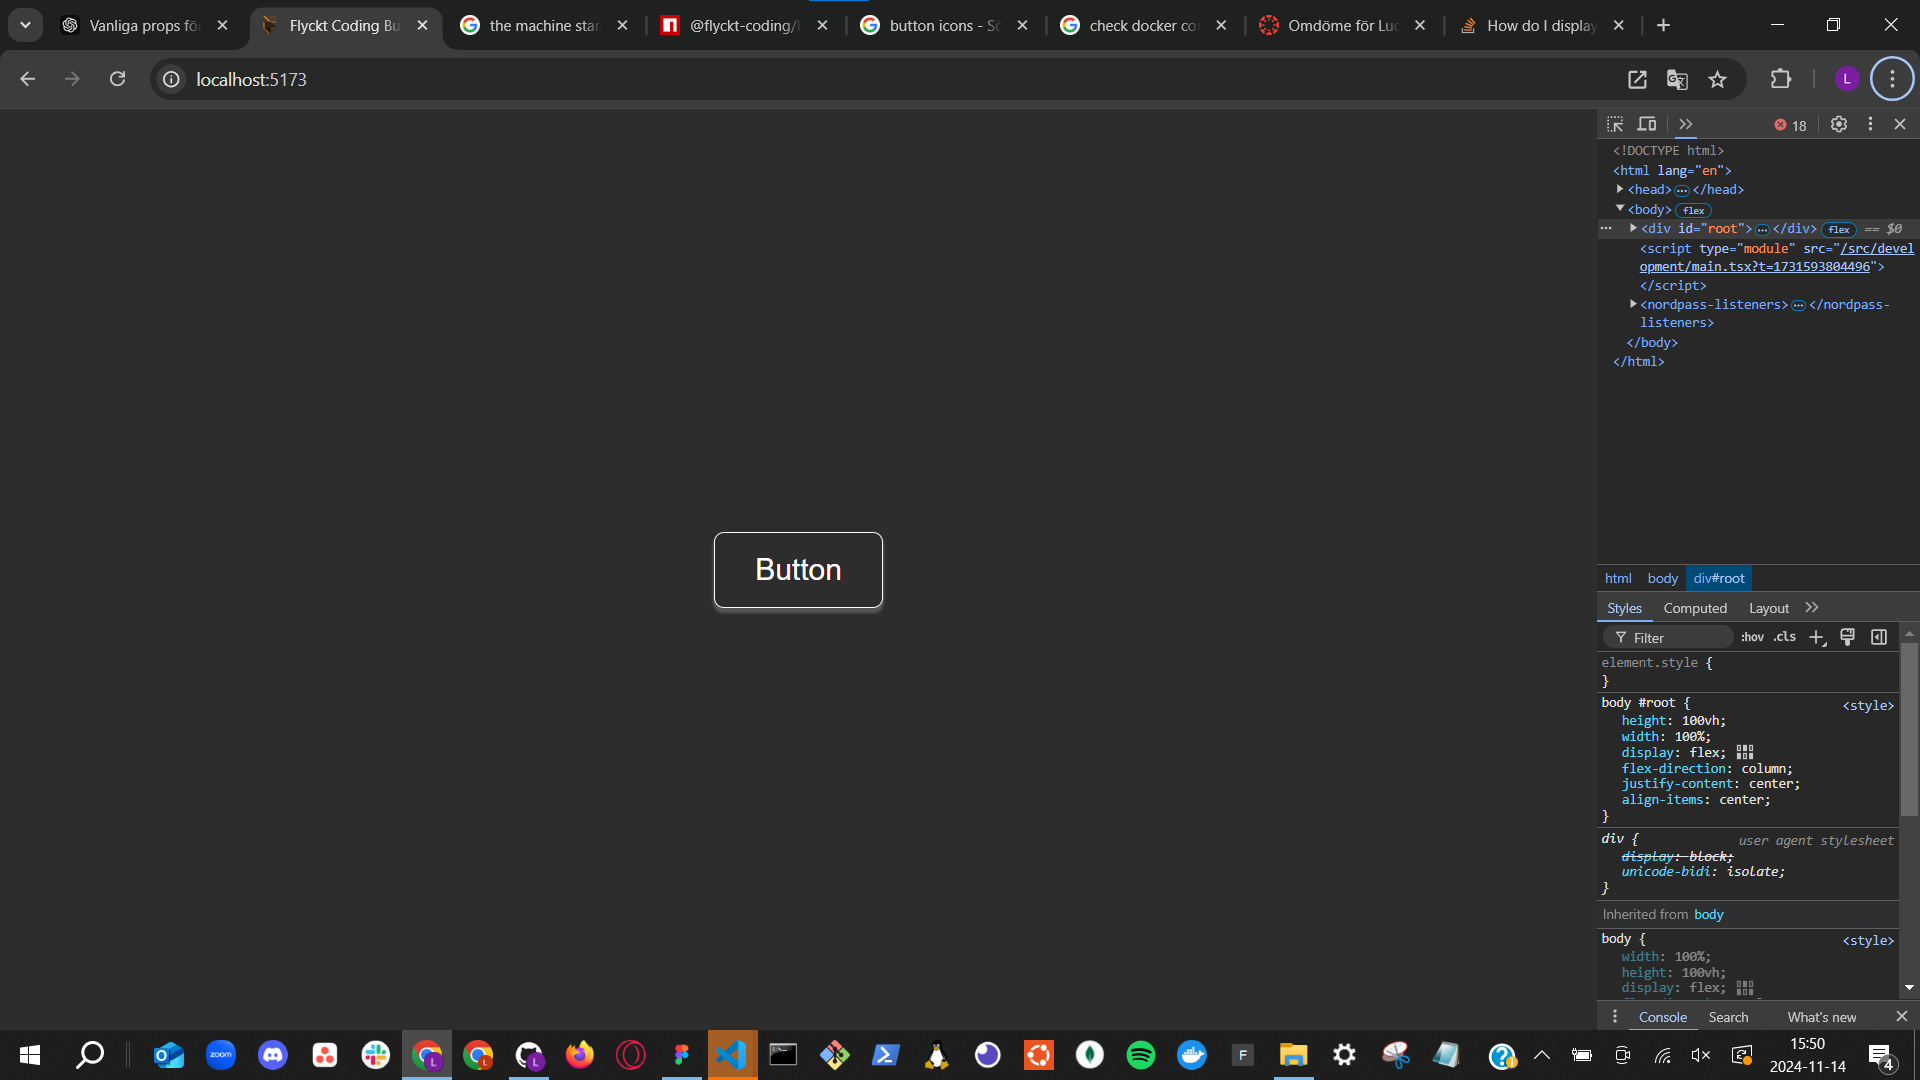 Vanliga props fö
Flyckt Coding Bu
the machine star
@flyckt-coding/
button icons - Sö
check docker co
Omdöme för Luc
How do I display
localhost:5173
L
18
<!DOCTYPE html>
<html lang="en">
<head>…</head>
<body> flex
<div id="root">…</div> flex == $0
<script type="module" src="/src/devel
opment/main.tsx?t=1731593804496">
</script>
<nordpass-listeners>…</nordpass-
listeners>
</body>
</html>
Button
html body div#root
Styles Computed Layout
Filter :hov .cls
element.style {
}
body #root { <style>
height: 100vh;
width: 100%;
display: flex;
flex-direction: column;
justify-content: center;
align-items: center;
}
div { user agent stylesheet
display: block;
unicode-bidi: isolate;
}
Inherited from body
body { <style>
width: 100%;
height: 100vh;
display: flex;
Console Search What's new
zoom
F
15:50
2024-11-14
4